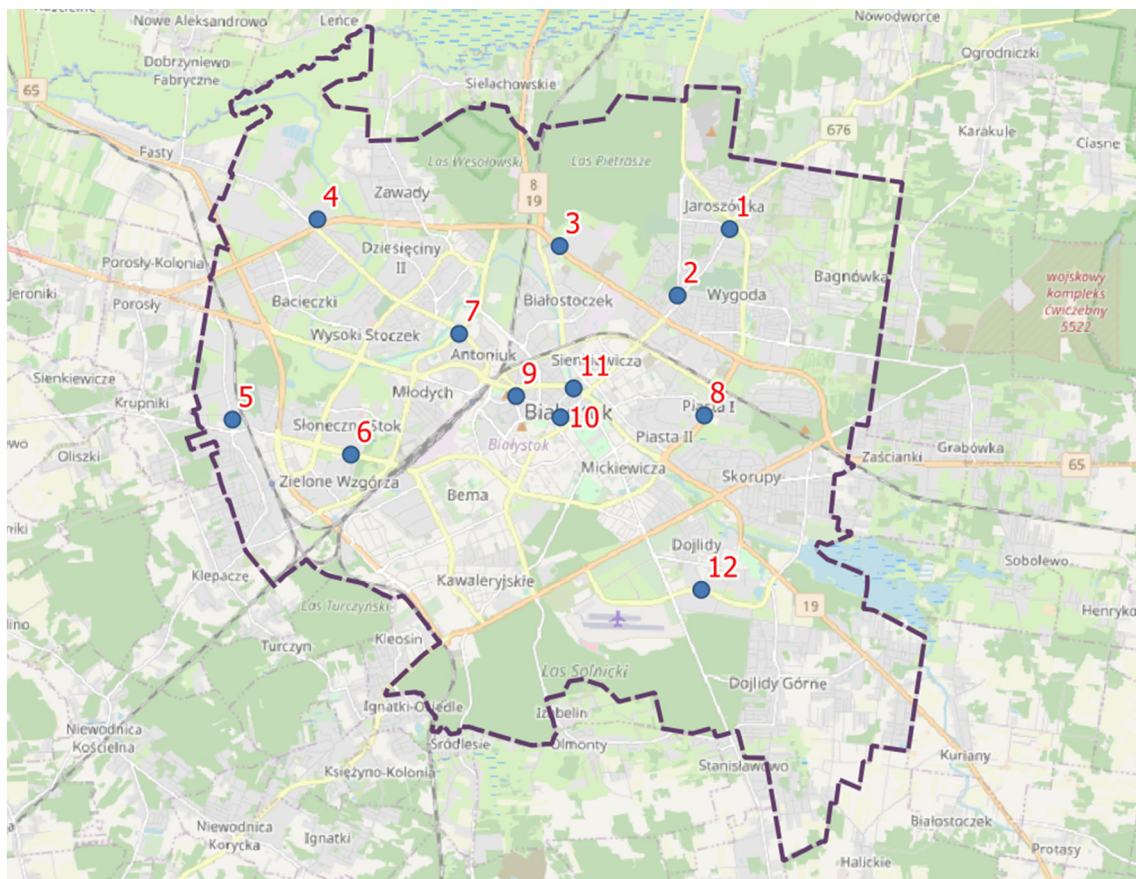 Nowe Aleksandrowo
Leńce
Nowodworce
Dobrzyniewo
Fabryczne
Sielachowskie
Ogrodniczki
65
676
Karakule
Ciasne
Fasty
Las Wesołowski
Las Pietrasze
Zawady
8
19
4
Jaroszówka
1
3
Dziesięciny
II
Porosły-Kolonia
Jeroniki
Porosły
Bacieczki
Białostoczek
2
Wygoda
Bagnówka
wojskowy
kompleks
ćwiczebny
5522
7
Wysoki Stoczek
Antoniuk
Sienkiewicza
Sienkiewicze
Krupniki
Młodych
9
11
8
Białystok
10
Piasta I
5
Słoneczny Stok
6
Białystok
Piasta II
Oliszki
Mickiewicza
Skorupy
Zaścianki
Grabówka
65
Zielone Wzgórza
Bema
Dojlidy
Sobolewo
12
Klepacze
Kawaleryjskie
19
Las Turczyński
Kleosin
Turczyn
Las Solnicki
Dojlidy Górne
Ignatki-Osiedle
Izabelin
Niewodnica
Kościelna
Śródlesie
Olmonty
Stanisławowo
Kuriany
Księżyno-Kolonia
Niewodnica
Korycka
Ignatki
Białostoczek
Protasy
Halickie